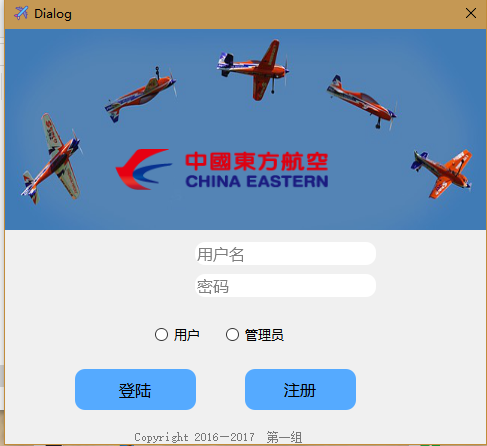 Dialog
中國東方航空
CHINA EASTERN
用户名
密码
用户 管理员
登陆 注册
Copyright 2016—2017 第一组